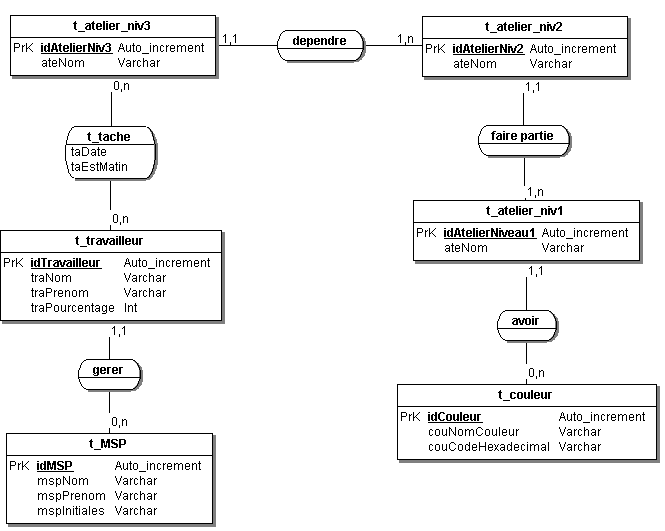 t_atelier_niv3
PrK idAtelierNiv3 Auto_increment
ateNom Varchar
1,1
dependre
1,n
t_atelier_niv2
PrK idAtelierNiv2 Auto_increment
ateNom Varchar
0,n
1,1
t_tache
taDate
taEstMatin
faire partie
0,n
1,n
t_travailleur
PrK idTravailleur Auto_increment
traNom Varchar
traPrenom Varchar
traPourcentage Int
t_atelier_niv1
PrK idAtelierNiveau1 Auto_increment
ateNom Varchar
1,1
1,1
gerer
avoir
0,n
0,n
t_MSP
PrK idMSP Auto_increment
mspNom Varchar
mspPrenom Varchar
mspInitiales Varchar
t_couleur
PrK idCouleur Auto_increment
couNomCouleur Varchar
couCodeHexadecimal Varchar